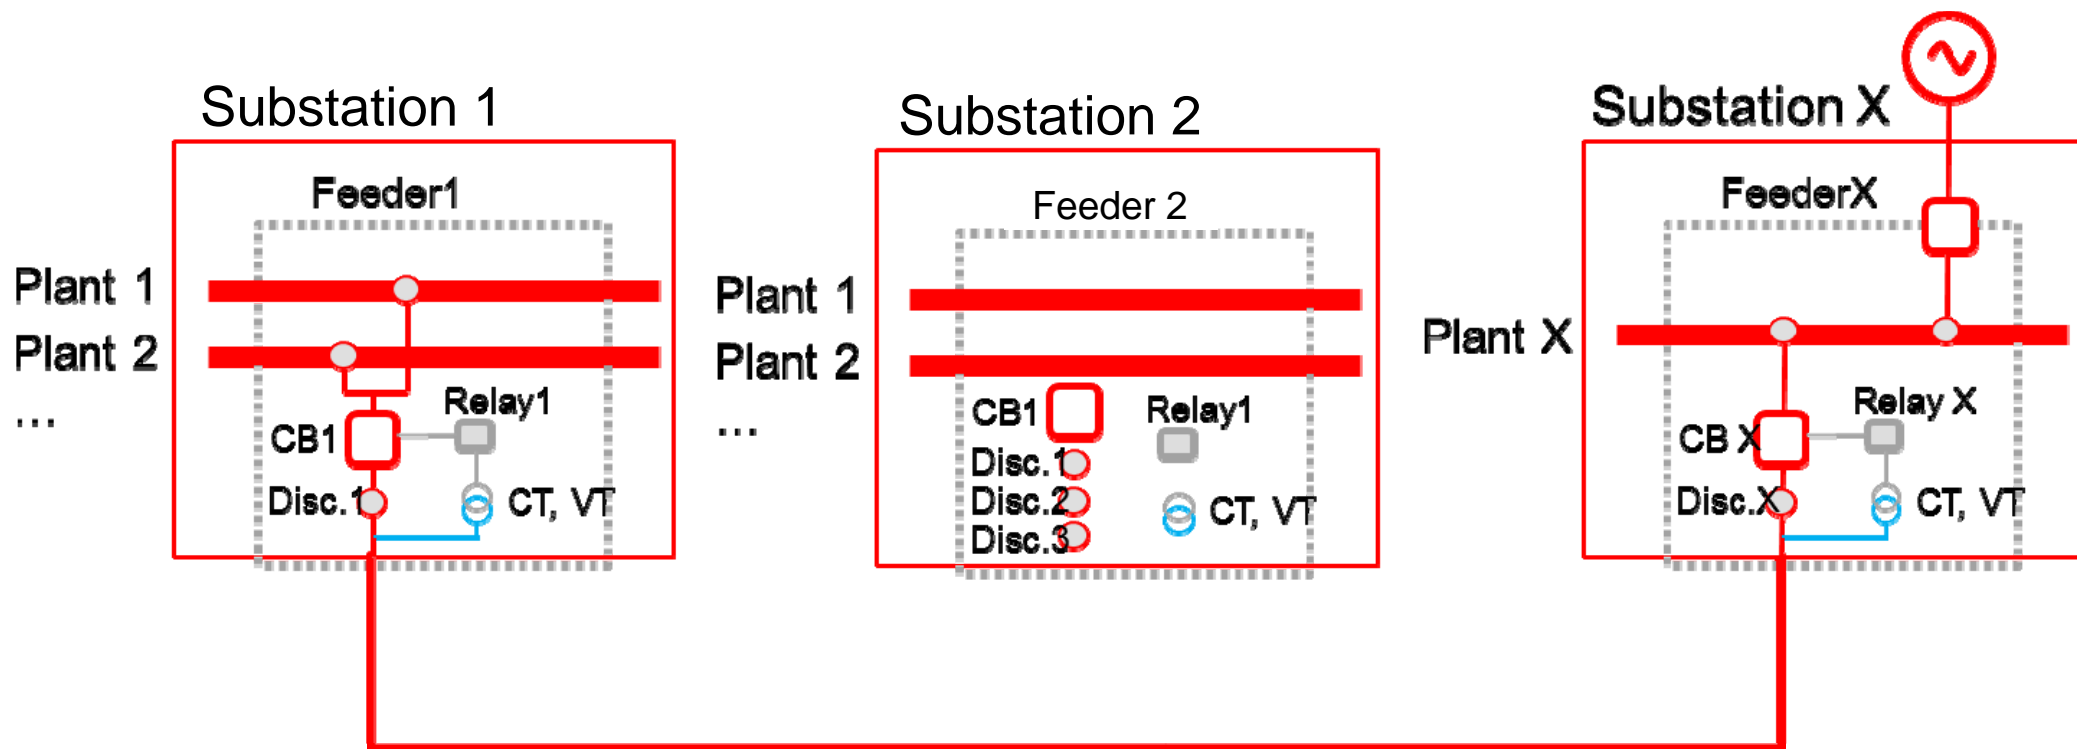 Substation 1
Feeder1
Plant 1
Plant 2
...
Relay1
CB1
Disc.1
CT, VT
Substation 2
Feeder 2
Plant 1
Plant 2
...
CB1
Relay1
Disc.1
Disc.2
Disc.3
CT, VT
Substation X
FeederX
Plant X
Relay X
CB X
Disc.X
CT, VT